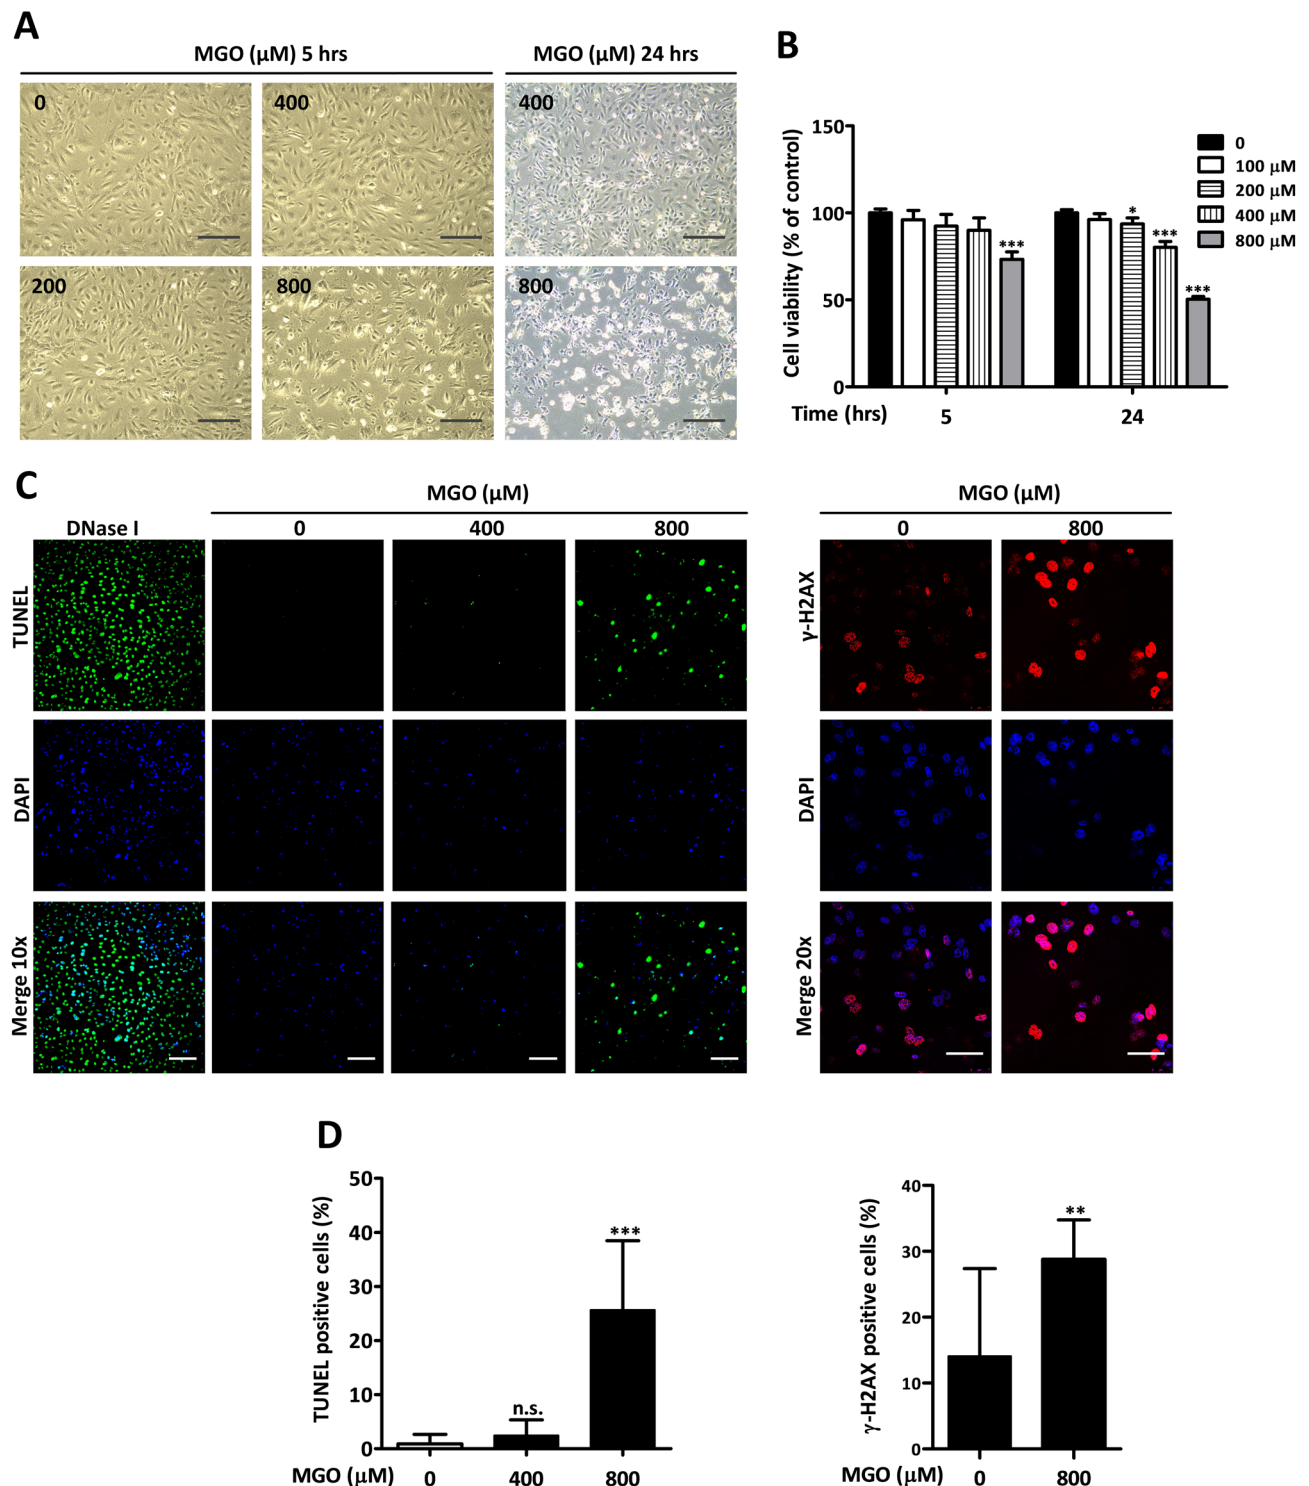 A
MGO (μM) 5 hrs
MGO (μM) 24 hrs
0
400
400
200
800
800
B
Cell viability (% of control)
150
100
50
0
*
***
***
***
0
100 μM
200 μM
400 μM
800 μM
Time (hrs)
5
24
C
MGO (μM)
MGO (μM)
DNase I
0
400
800
0
800
TUNEL
γ-H2AX
DAPI
DAPI
Merge 10x
Merge 20x
D
TUNEL positive cells (%)
50
40
30
20
10
0
n.s.
***
MGO (μM)
0
400
800
γ-H2AX positive cells (%)
40
30
20
10
0
**
MGO (μM)
0
800